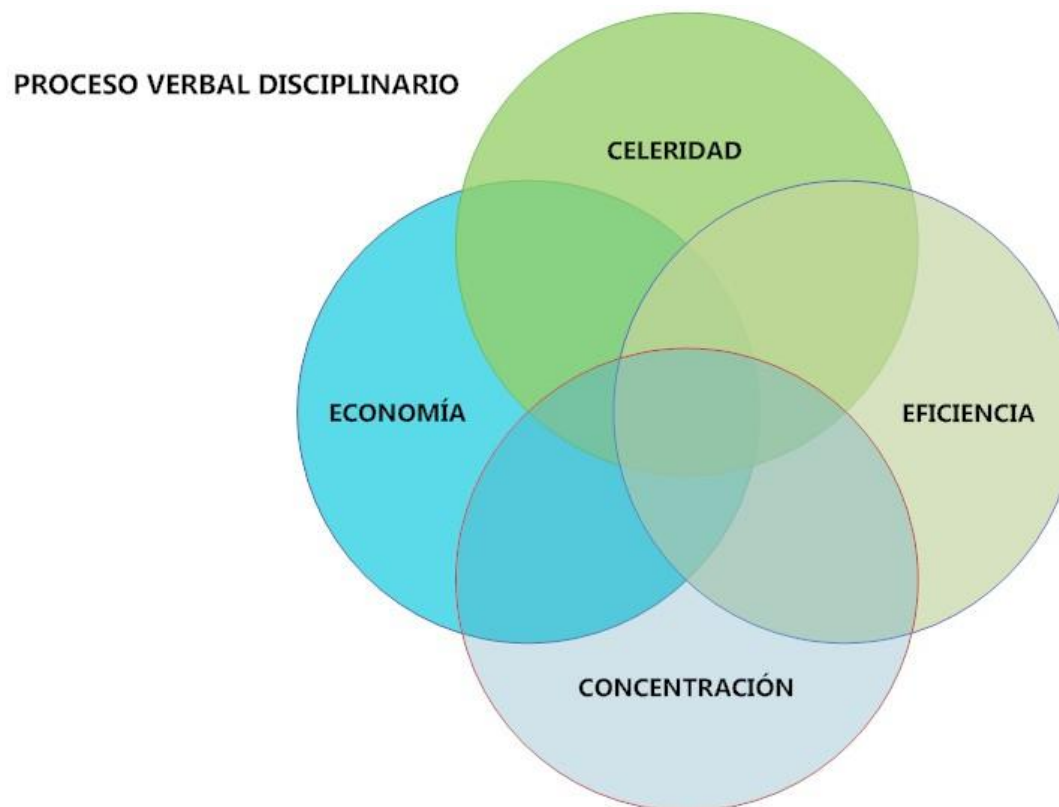 PROCESO VERBAL DISCIPLINARIO
CELERIDAD
ECONOMÍA
EFICIENCIA
CONCENTRACIÓN